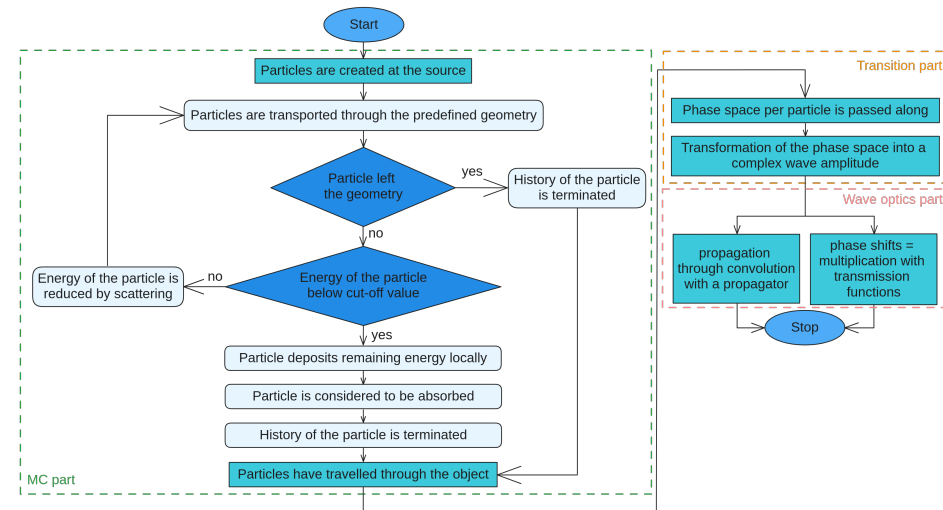 Start
Particles are created at the source
Particles are transported through the predefined geometry
Particle left
the geometry
yes
History of the particle
is terminated
no
Energy of the particle
below cut-off value
no
Energy of the particle is
reduced by scattering
yes
Particle deposits remaining energy locally
Particle is considered to be absorbed
History of the particle is terminated
Particles have travelled through the object
MC part
Transition part
Phase space per particle is passed along
Transformation of the phase space into a
complex wave amplitude
Wave optics part
propagation
through convolution
with a propagator
phase shifts =
multiplication with
transmission
functions
Stop